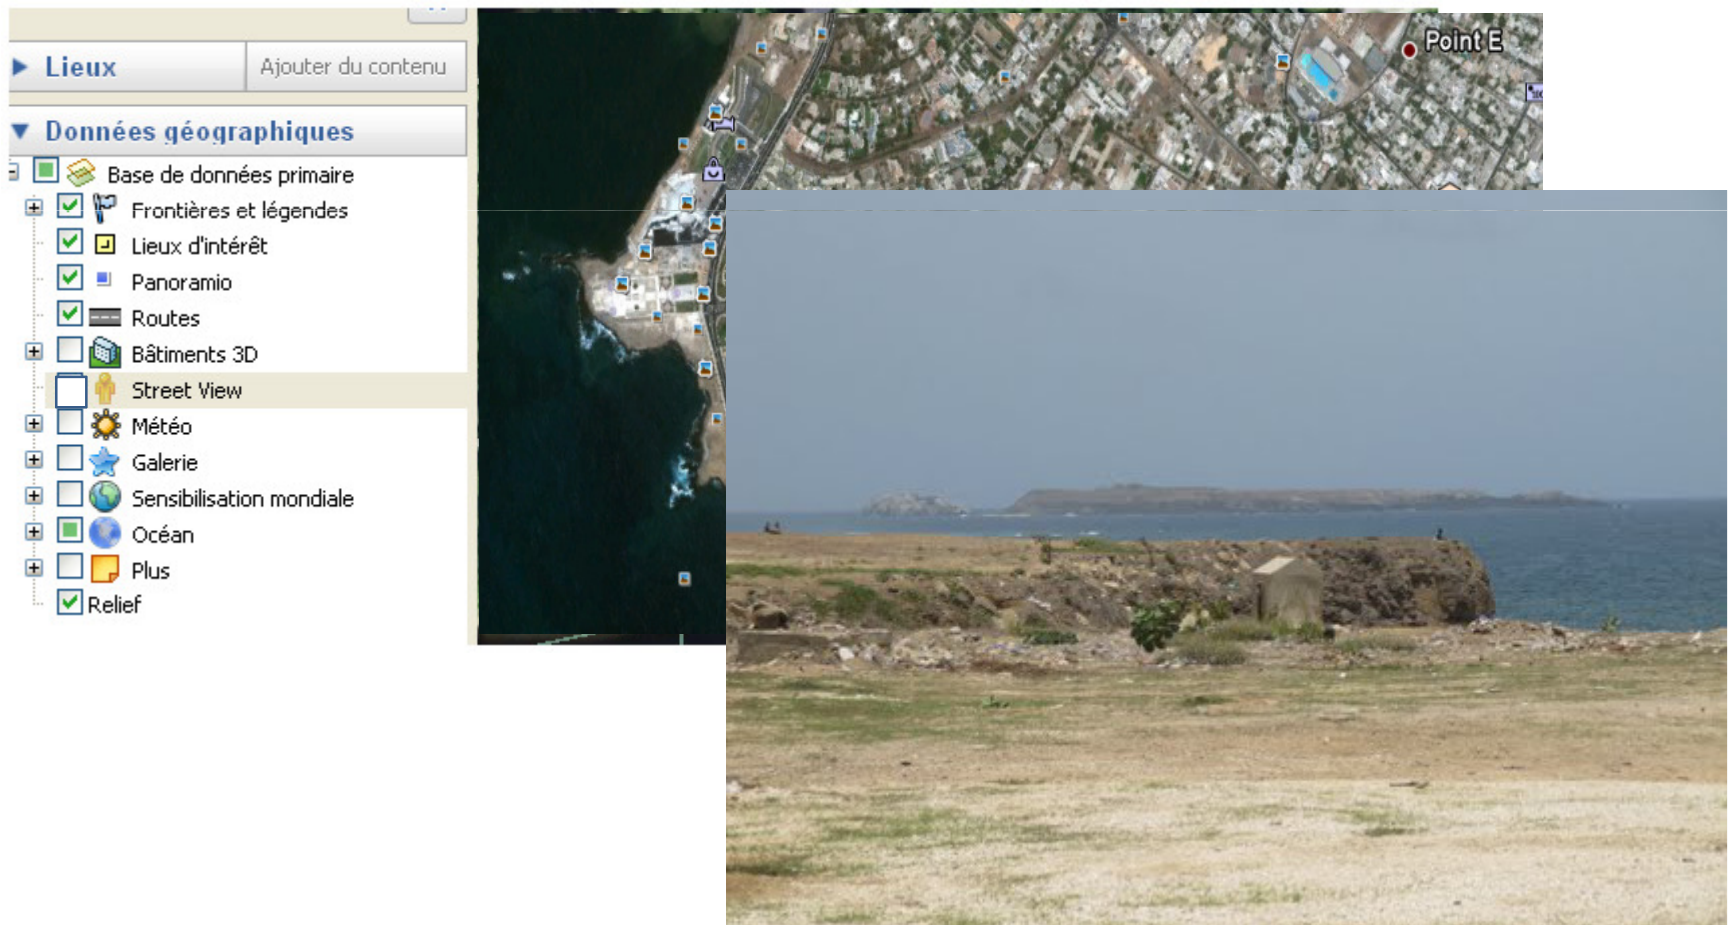 Lieux
Ajouter du contenu
Données géographiques
Base de données primaire
Frontières et légendes
Lieux d'intérêt
Panoramio
Routes
Bâtiments 3D
Street View
Météo
Galerie
Sensibilisation mondiale
Océan
Plus
Relief
Point E